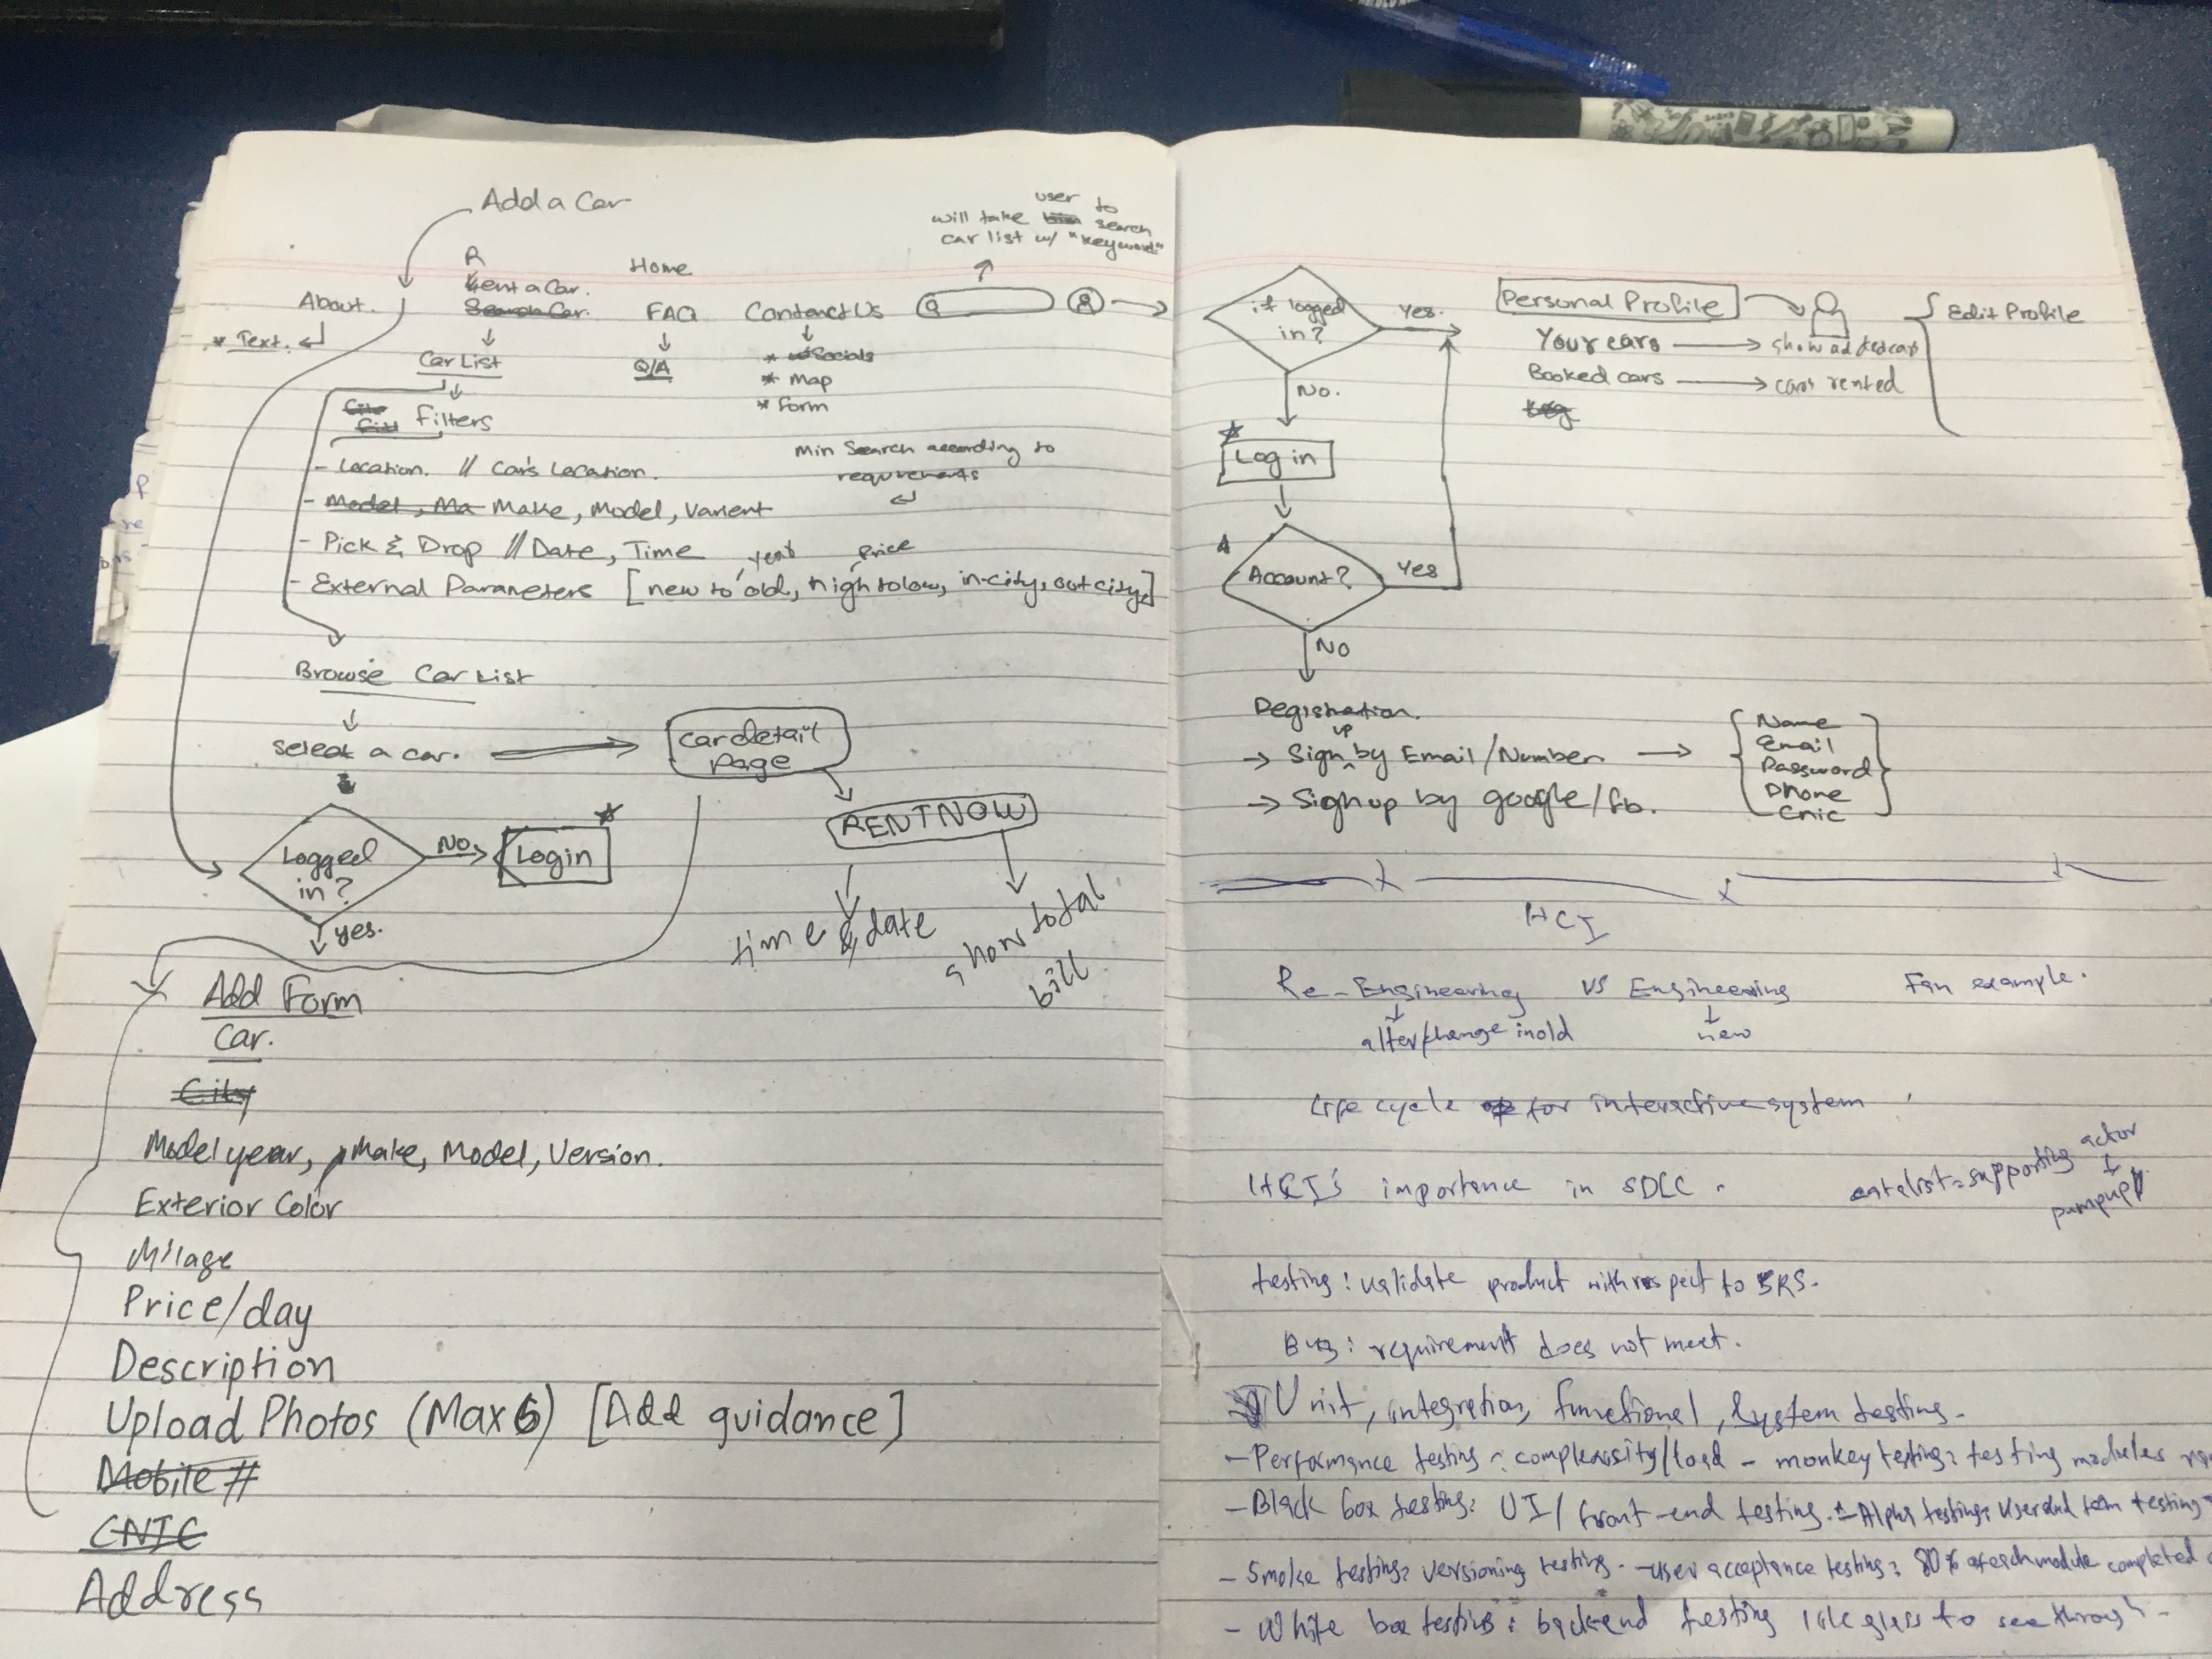 Add a Car
user to
will take search
car list w/ "keyword"
R
Rent a Car.
Home
About.
Search Car.
FAQ
Contanct Us
Q
* Text.
Car List
Q/A
* Socials
* Map
* Form
Filters
- Location. // Car's Location.
Min Search according to
requirements
- Model, Ma Make, Model, Varient
- Pick & Drop // Date, Time
year
price
- External Parameters [new to old, high to low, in-city, out city]
Browse Car List
Select a car.
car detail
page
RENT NOW
Logged
in?
No
Login
yes.
time & date
show total
bill
Add Form
Car.
City
Model year, Make, Model, Version.
Exterior Color
Milage
Price/day
Description
Upload Photos (Max 6) [Add guidance]
Mobile #
CNIC
Address
if logged
in?
Yes.
Personal Profile
Edit Profile
Your cars
show added car
Booked cars
cars rented
No.
Log in
Account?
Yes
NO
Registration.
up
→ Sign by Email/Number
→ Sign up by google/fb.
Name
Email
Password
Phone
Cnic
HCI
Re-Engineering vs Engineering
Fan example.
alter/change in old
new
Life cycle for interactive system
HCI's importance in SDLC
catalist = supporting actor
pumpup
testing: validate product with respect to SRS.
Bug: requirement does not meet.
Unit, integration, functional, System testing.
- Performance testing: complexisity/load - monkey testing: testing modules
- Black box testing: UI/front-end testing. - Alpha testing: User and team testing
- Smoke testing: versioning testing. - user acceptance testing: 80% of each module completed
- White box testing: backend testing like glass to see through.